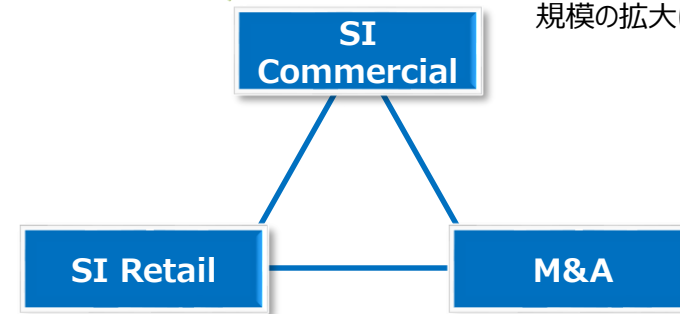 規模の拡大
SI
Commercial
SI Retail
M&A